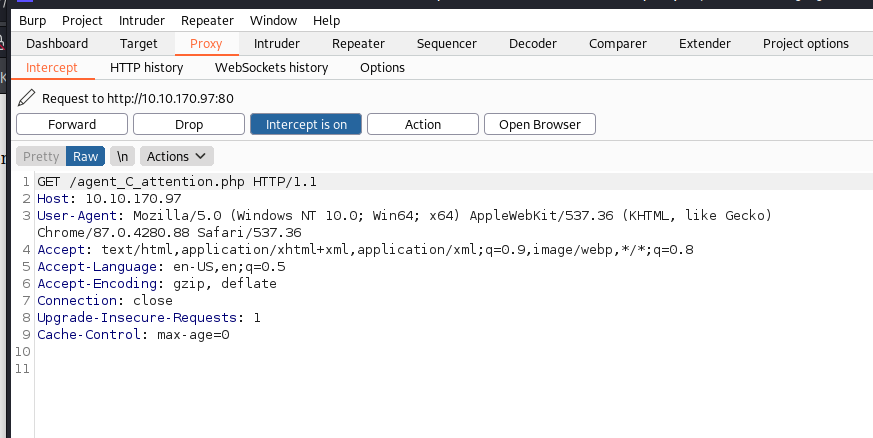 Burp Project Intruder Repeater Window Help
Dashboard Target Proxy Intruder Repeater Sequencer Decoder Comparer Extender Project options
Intercept HTTP history WebSockets history Options
Request to http://10.10.170.97:80
Forward Drop Intercept is on Action Open Browser
Pretty Raw \n Actions
1 GET /agent_C_attention.php HTTP/1.1
2 Host: 10.10.170.97
3 User-Agent: Mozilla/5.0 (Windows NT 10.0; Win64; x64) AppleWebKit/537.36 (KHTML, like Gecko)
Chrome/87.0.4280.88 Safari/537.36
4 Accept: text/html,application/xhtml+xml,application/xml;q=0.9,image/webp,*/*;q=0.8
5 Accept-Language: en-US,en;q=0.5
6 Accept-Encoding: gzip, deflate
7 Connection: close
8 Upgrade-Insecure-Requests: 1
9 Cache-Control: max-age=0
10
11